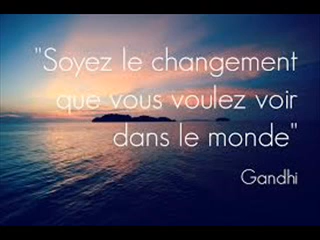 "Soyez le changement
que vous voulez voir
dans le monde"
Gandhi